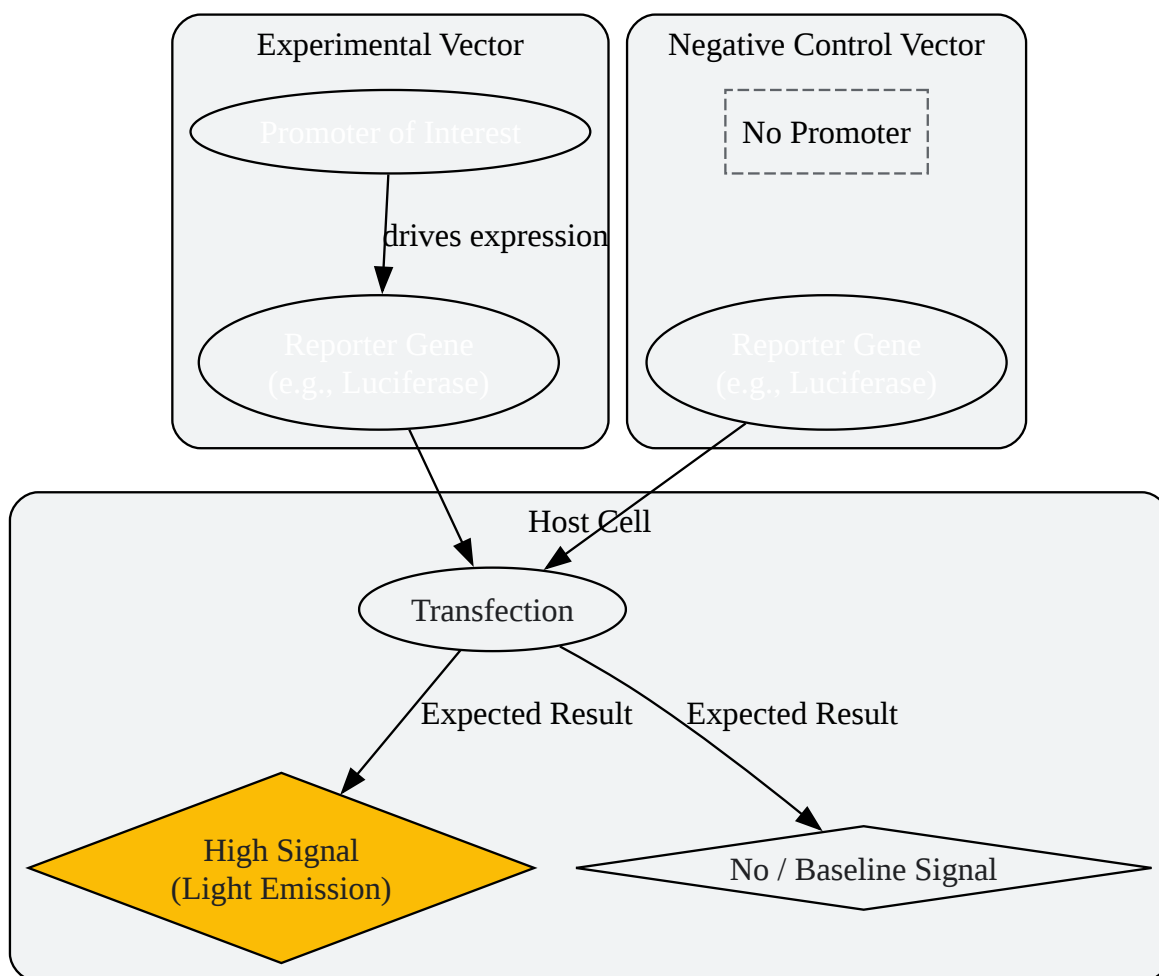 Experimental Vector
Negative Control Vector
Promoter of Interest
No Promoter
drives expression
Reporter Gene
(e.g., Luciferase)
Reporter Gene
(e.g., Luciferase)
Host Cell
Transfection
Expected Result
Expected Result
High Signal
(Light Emission)
No / Baseline Signal